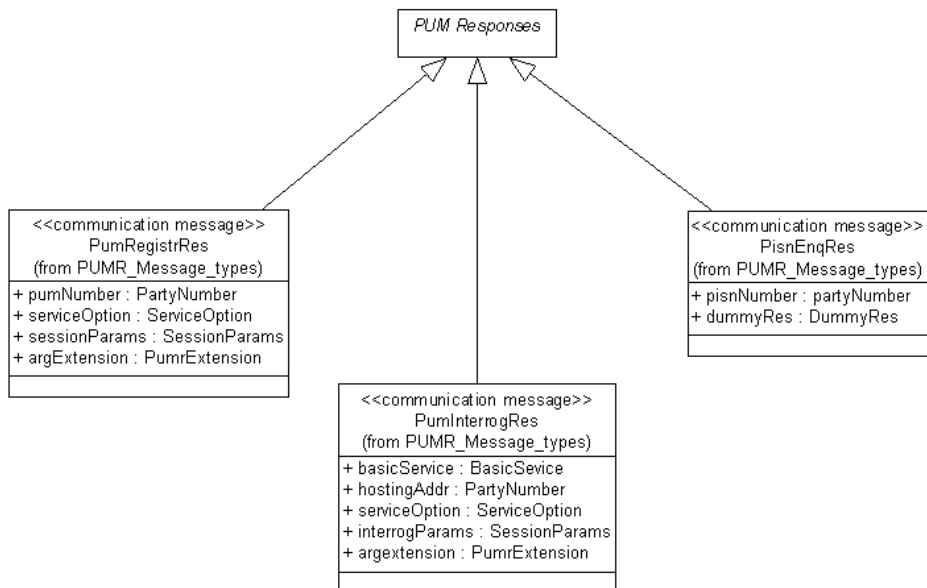 PUM Responses
<<communication message>>
PumRegistrRes
(from PUMR_Message_types)
+ pumNumber : PartyNumber
+ serviceOption : ServiceOption
+ sessionParams : SessionParams
+ argExtension : PumrExtension
<<communication message>>
PisnEnqRes
(from PUMR_Message_types)
+ pisnNumber : partyNumber
+ dummyRes : DummyRes
<<communication message>>
PumInterrogRes
(from PUMR_Message_types)
+ basicService : BasicSevice
+ hostingAddr : PartyNumber
+ serviceOption : ServiceOption
+ interrogParams : SessionParams
+ argextension : PumrExtension